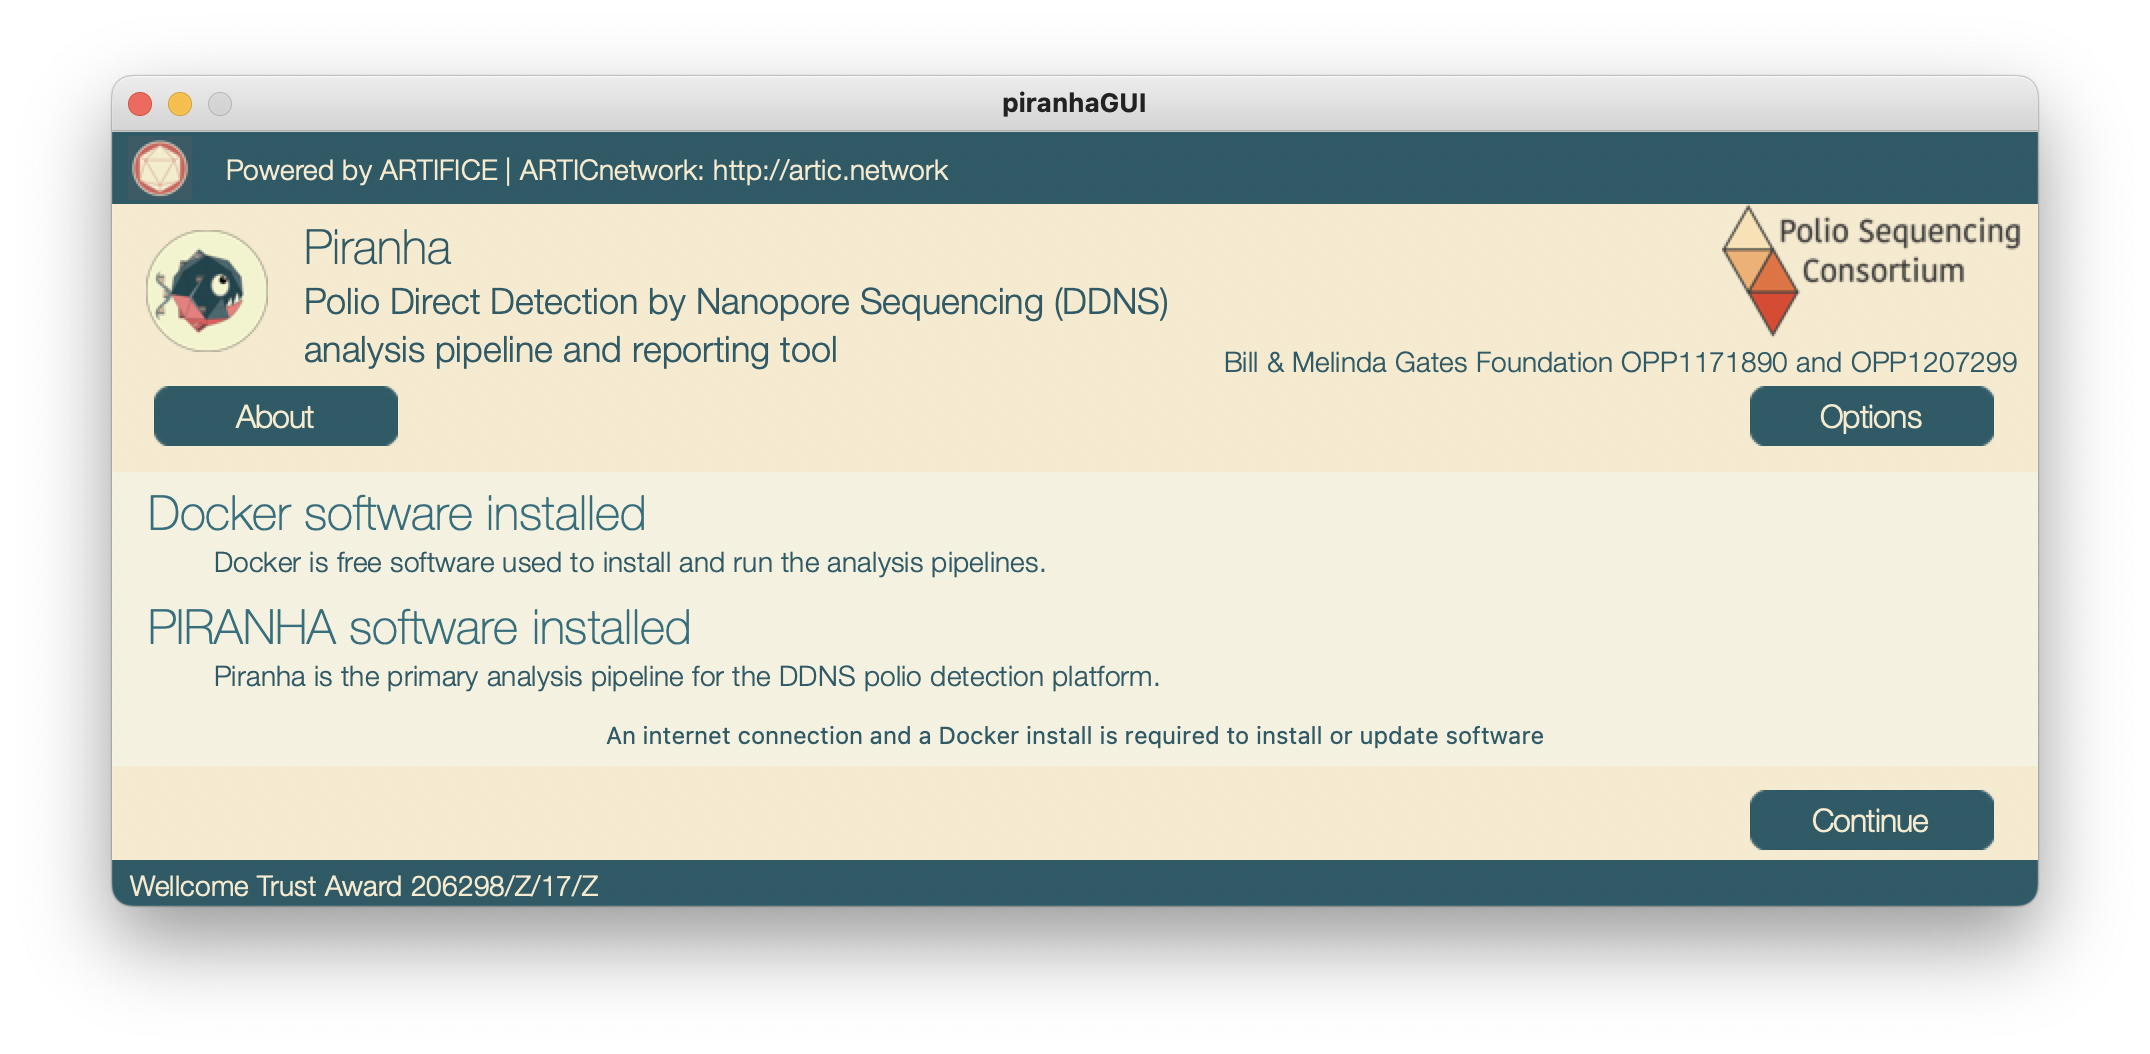 piranhaGUI
Powered by ARTIFICE | ARTICnetwork: http://artic.network
Piranha
Polio Direct Detection by Nanopore Sequencing (DDNS)
analysis pipeline and reporting tool
Polio Sequencing
Consortium
Bill & Melinda Gates Foundation OPP1171890 and OPP1207299
About
Options
Docker software installed
Docker is free software used to install and run the analysis pipelines.
PIRANHA software installed
Piranha is the primary analysis pipeline for the DDNS polio detection platform.
An internet connection and a Docker install is required to install or update software
Continue
Wellcome Trust Award 206298/Z/17/Z